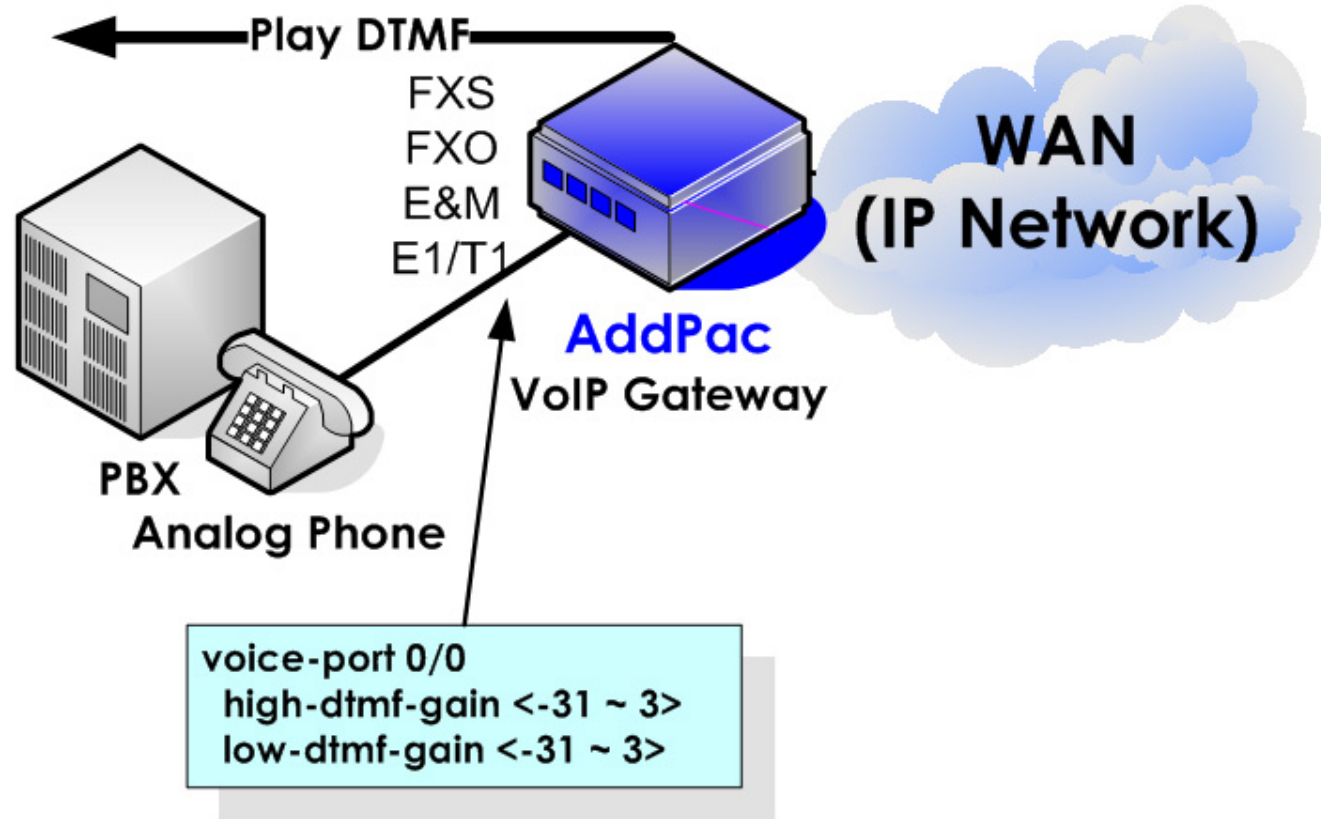 Play DTMF
FXS
FXO
E&M
E1/T1
WAN
(IP Network)
AddPac
VoIP Gateway
PBX
Analog Phone
voice-port 0/0
high-dtmf-gain <-31 ~ 3>
low-dtmf-gain <-31 ~ 3>